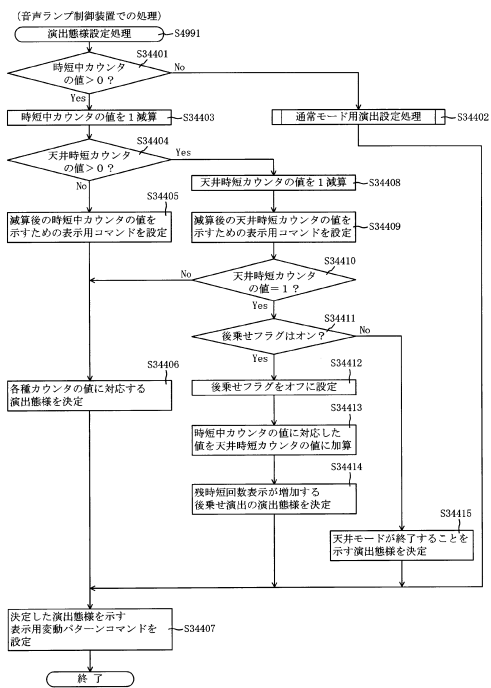 (音声ランプ制御装置での処理)
演出態様設定処理
S4991
S34401
時短中カウンタ
の値>0?
No
Yes
時短中カウンタの値を1減算
S34403
通常モード用演出設定処理
S34402
S34404
天井時短カウンタ
の値>0?
Yes
No
天井時短カウンタの値を1減算
S34408
S34405
減算後の時短中カウンタの値を
示すための表示用コマンドを設定
減算後の天井時短カウンタの値を
示すための表示用コマンドを設定
S34409
S34410
天井時短カウンタ
の値=1?
No
Yes
S34411
後乗せフラグはオン?
No
Yes
S34406
各種カウンタの値に対応する
演出態様を決定
S34412
後乗せフラグをオフに設定
S34413
時短中カウンタの値に対応した
値を天井時短カウンタの値に加算
S34414
残時短回数表示が増加する
後乗せ演出の演出態様を決定
S34415
天井モードが終了することを
示す演出態様を決定
決定した演出態様を示す
表示用変動パターンコマンドを
設定
S34407
終了